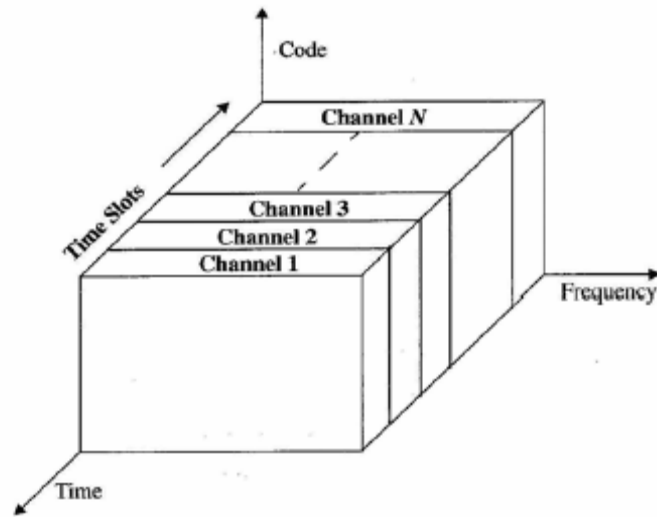 Code
Channel N
Time Slots
Channel 3
Channel 2
Channel 1
Frequency
Time